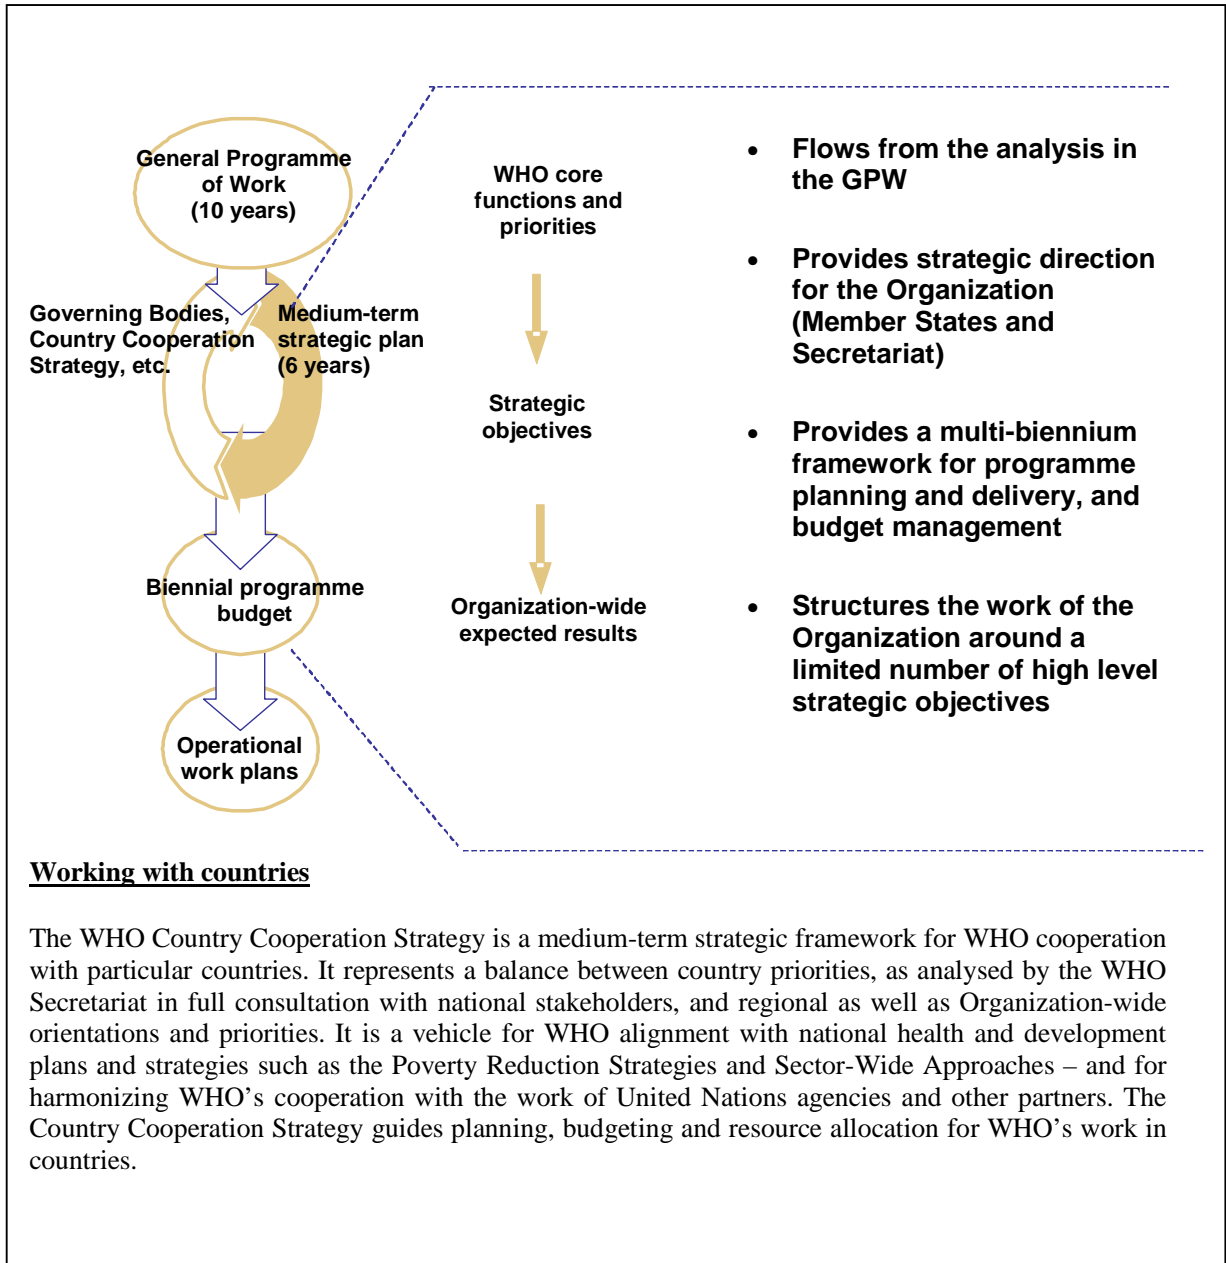 General Programme
of Work
(10 years)
Governing Bodies,
Country Cooperation
Strategy, etc.
Medium-term
strategic plan
(6 years)
Biennial programme
budget
Operational
work plans
WHO core
functions and
priorities
Strategic
objectives
Organization-wide
expected results
• Flows from the analysis in
the GPW
• Provides strategic direction
for the Organization
(Member States and
Secretariat)
• Provides a multi-biennium
framework for programme
planning and delivery, and
budget management
• Structures the work of the
Organization around a
limited number of high level
strategic objectives
Working with countries
The WHO Country Cooperation Strategy is a medium-term strategic framework for WHO cooperation
with particular countries. It represents a balance between country priorities, as analysed by the WHO
Secretariat in full consultation with national stakeholders, and regional as well as Organization-wide
orientations and priorities. It is a vehicle for WHO alignment with national health and development
plans and strategies such as the Poverty Reduction Strategies and Sector-Wide Approaches – and for
harmonizing WHO’s cooperation with the work of United Nations agencies and other partners. The
Country Cooperation Strategy guides planning, budgeting and resource allocation for WHO’s work in
countries.